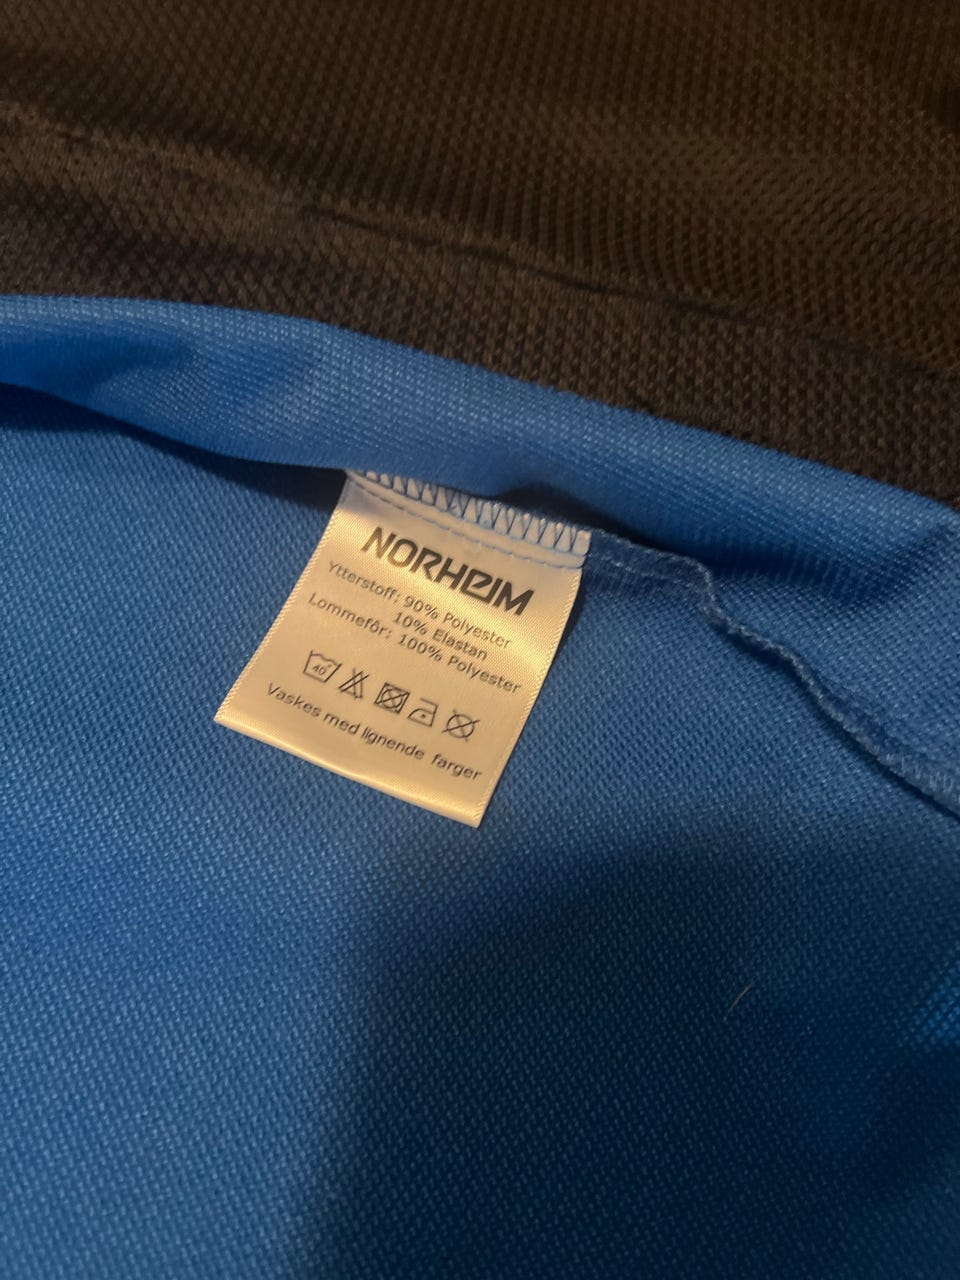 NORHEIM
Ytterstoff: 90% Polyester
10% Elastan
Lommefôr: 100% Polyester
40°
Vaskes med lignende farger